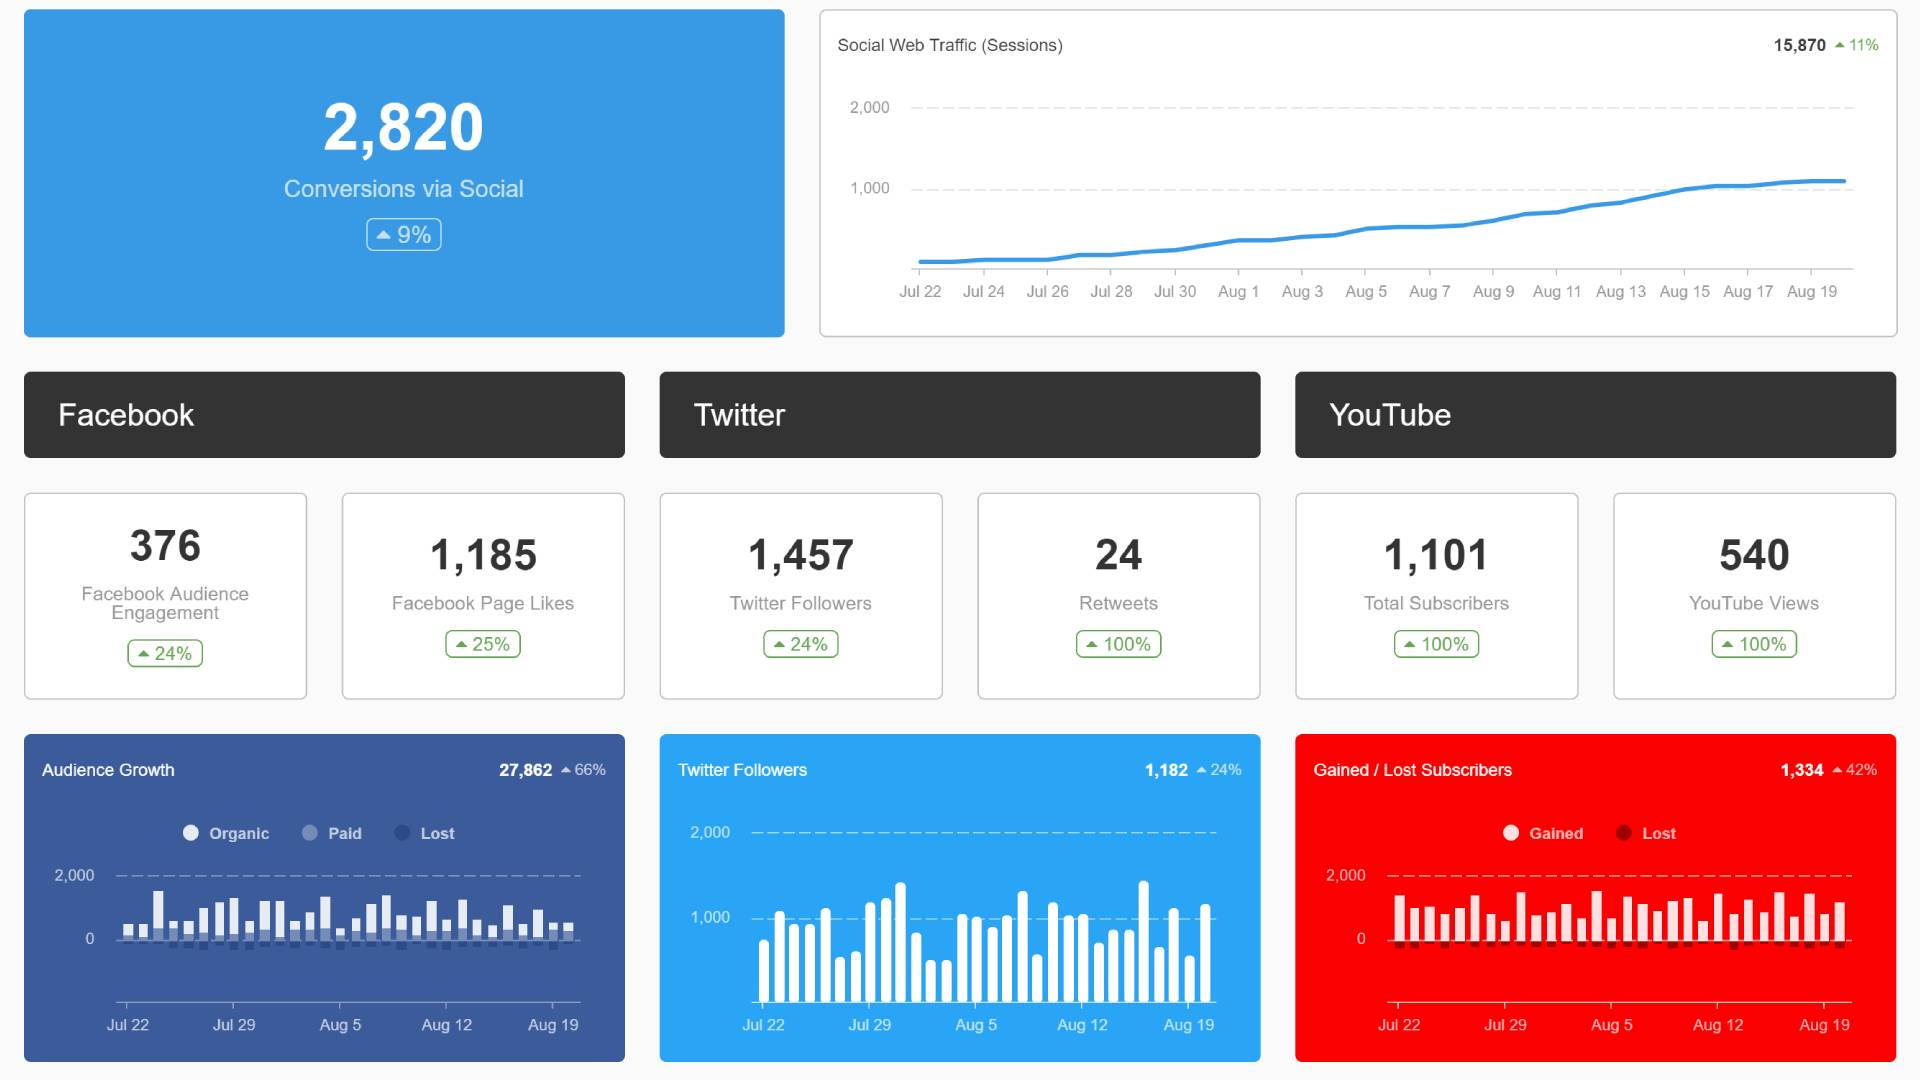 2,820
Conversions via Social
9%
Social Web Traffic (Sessions)
15,870 11%
2,000
1,000
Jul 22 Jul 24 Jul 26 Jul 28 Jul 30 Aug 1 Aug 3 Aug 5 Aug 7 Aug 9 Aug 11 Aug 13 Aug 15 Aug 17 Aug 19
Facebook
Twitter
YouTube
376
Facebook Audience
Engagement
24%
1,185
Facebook Page Likes
25%
1,457
Twitter Followers
24%
24
Retweets
100%
1,101
Total Subscribers
100%
540
YouTube Views
100%
Audience Growth
27,862 66%
Organic Paid Lost
2,000
0
Jul 22 Jul 29 Aug 5 Aug 12 Aug 19
Twitter Followers
1,182 24%
2,000
1,000
Jul 22 Jul 29 Aug 5 Aug 12 Aug 19
Gained / Lost Subscribers
1,334 42%
Gained Lost
2,000
0
Jul 22 Jul 29 Aug 5 Aug 12 Aug 19